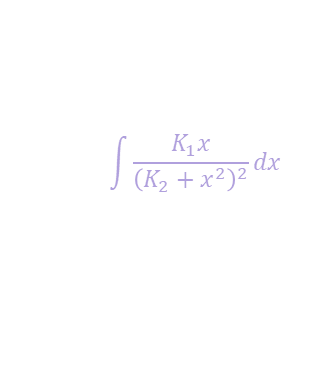 ∫ K₁x / (K₂ + x²)² dx